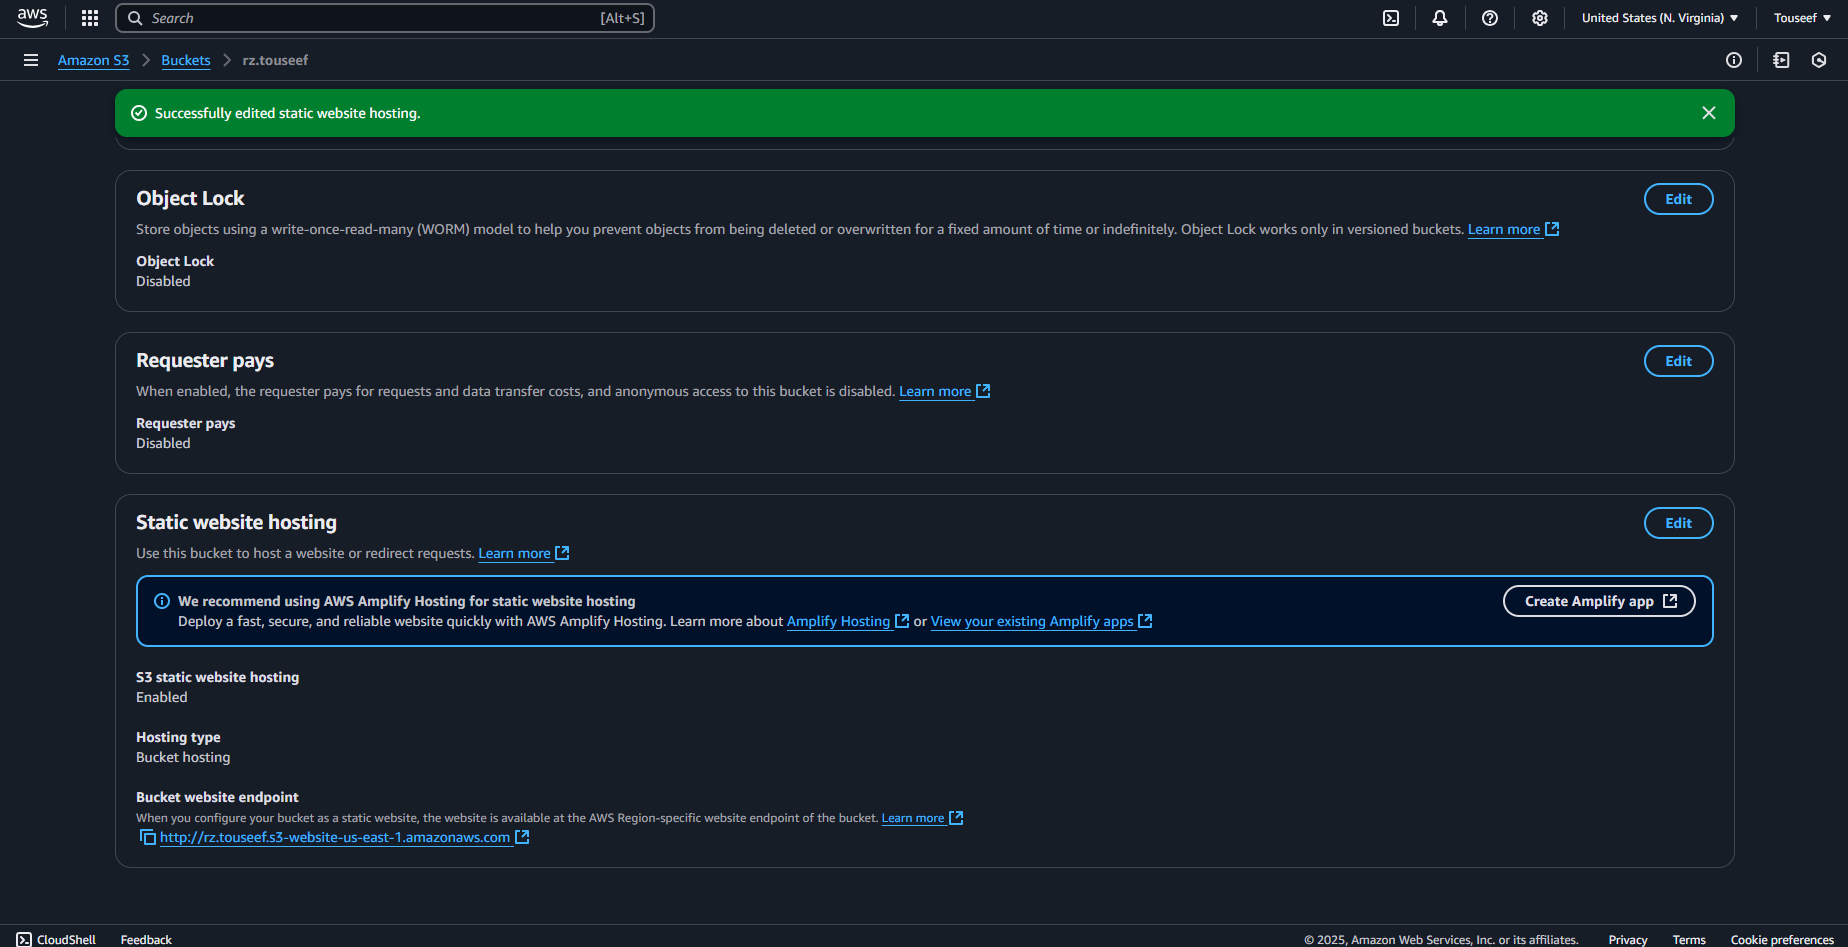 aws
Search [Alt+S]
United States (N. Virginia)
Touseef
Amazon S3
Buckets
rz.touseef
Successfully edited static website hosting.
Object Lock
Edit
Store objects using a write-once-read-many (WORM) model to help you prevent objects from being deleted or overwritten for a fixed amount of time or indefinitely. Object Lock works only in versioned buckets. Learn more
Object Lock
Disabled
Requester pays
Edit
When enabled, the requester pays for requests and data transfer costs, and anonymous access to this bucket is disabled. Learn more
Requester pays
Disabled
Static website hosting
Edit
Use this bucket to host a website or redirect requests. Learn more
We recommend using AWS Amplify Hosting for static website hosting
Create Amplify app
Deploy a fast, secure, and reliable website quickly with AWS Amplify Hosting. Learn more about Amplify Hosting or View your existing Amplify apps
S3 static website hosting
Enabled
Hosting type
Bucket hosting
Bucket website endpoint
When you configure your bucket as a static website, the website is available at the AWS Region-specific website endpoint of the bucket. Learn more
http://rz.touseef.s3-website-us-east-1.amazonaws.com
CloudShell
Feedback
© 2025, Amazon Web Services, Inc. or its affiliates.
Privacy
Terms
Cookie preferences